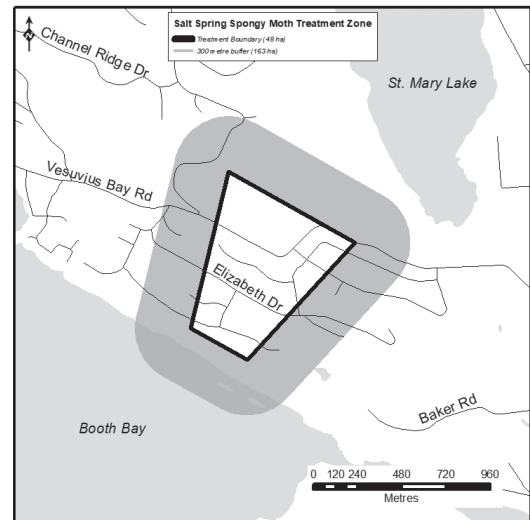 Salt Spring Spongy Moth Treatment Zone
Treatment Boundary (48 ha)
300 metre buffer (163 ha)
N
Channel Ridge Dr
St. Mary Lake
Vesuvius Bay Rd
Elizabeth Dr
Baker Rd
Booth Bay
0 120 240 480 720 960
Metres